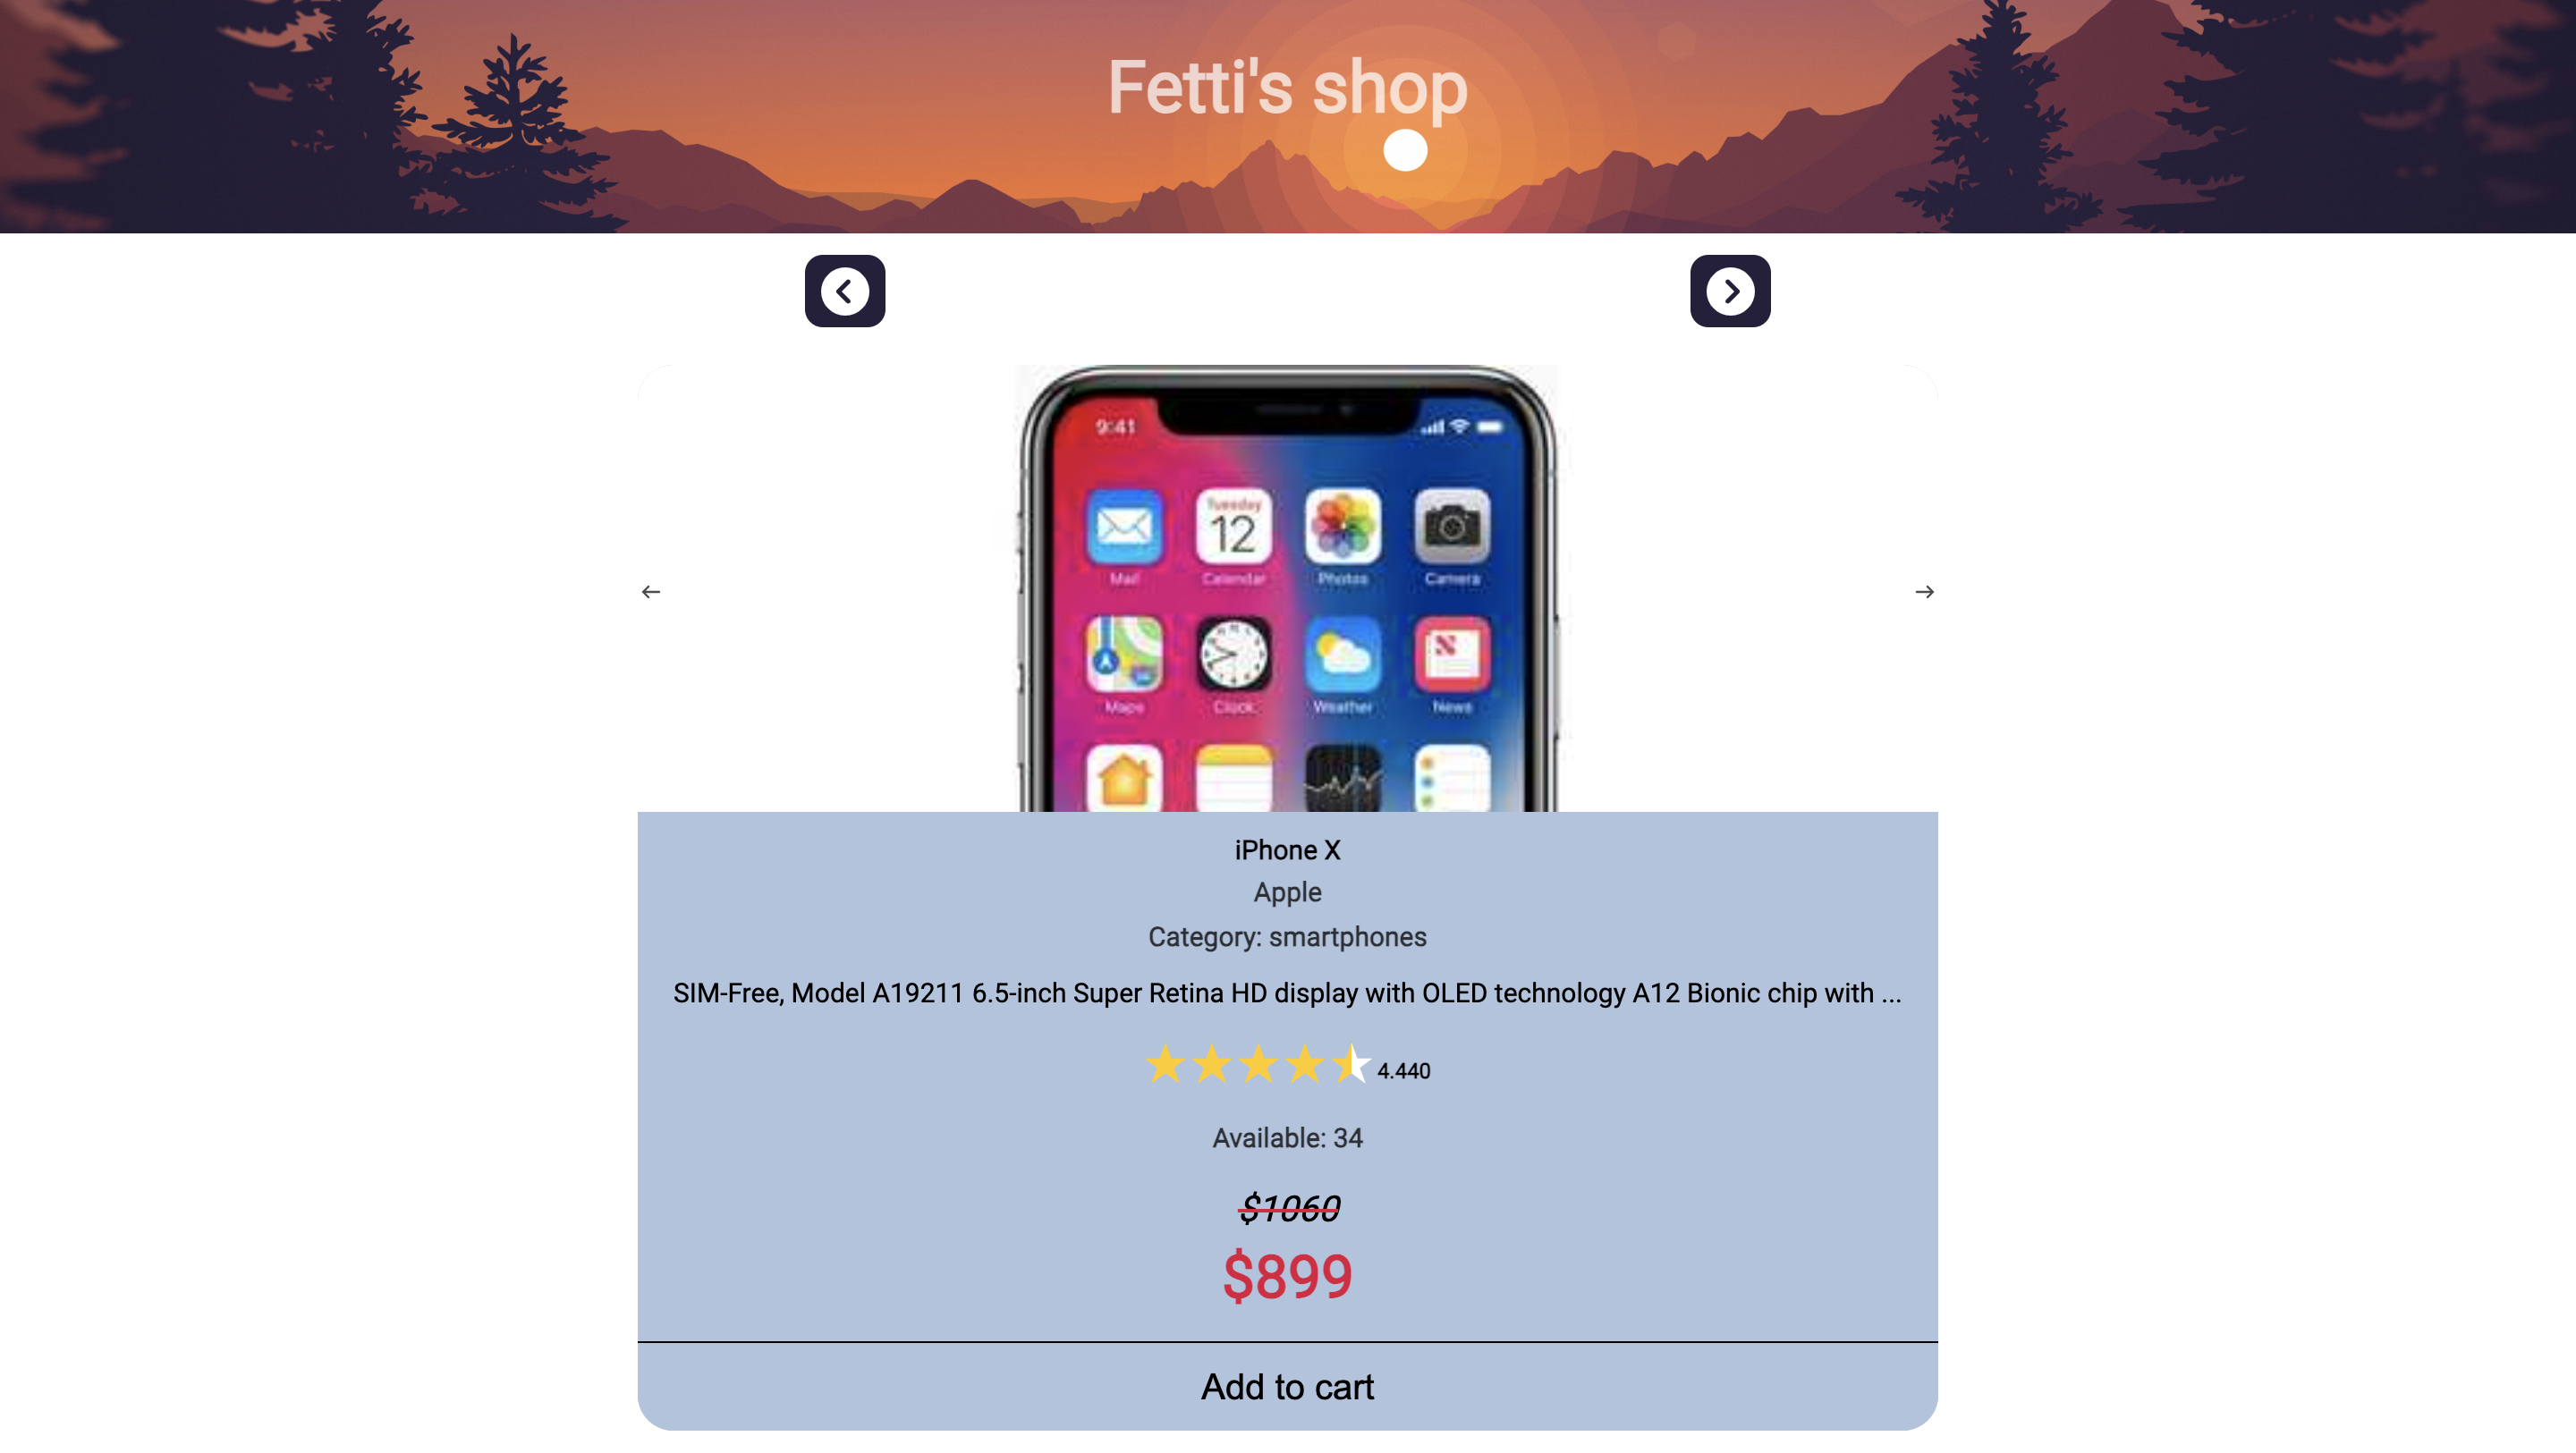 Fetti's shop
9:41
Tuesday
12
Mail Calendar Photos Camera
Maps Clock Weather News
iPhone X
Apple
Category: smartphones
SIM-Free, Model A19211 6.5-inch Super Retina HD display with OLED technology A12 Bionic chip with ...
4.440
Available: 34
$1060
$899
Add to cart